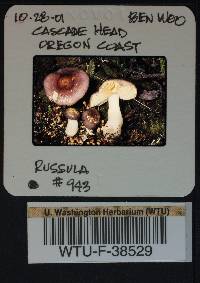 10-28-01 BEN WOO
CASCADE HEAD
OREGON COAST
RUSSULA
# 943
U. Washington Herbarium (WTU)
WTU-F-38529